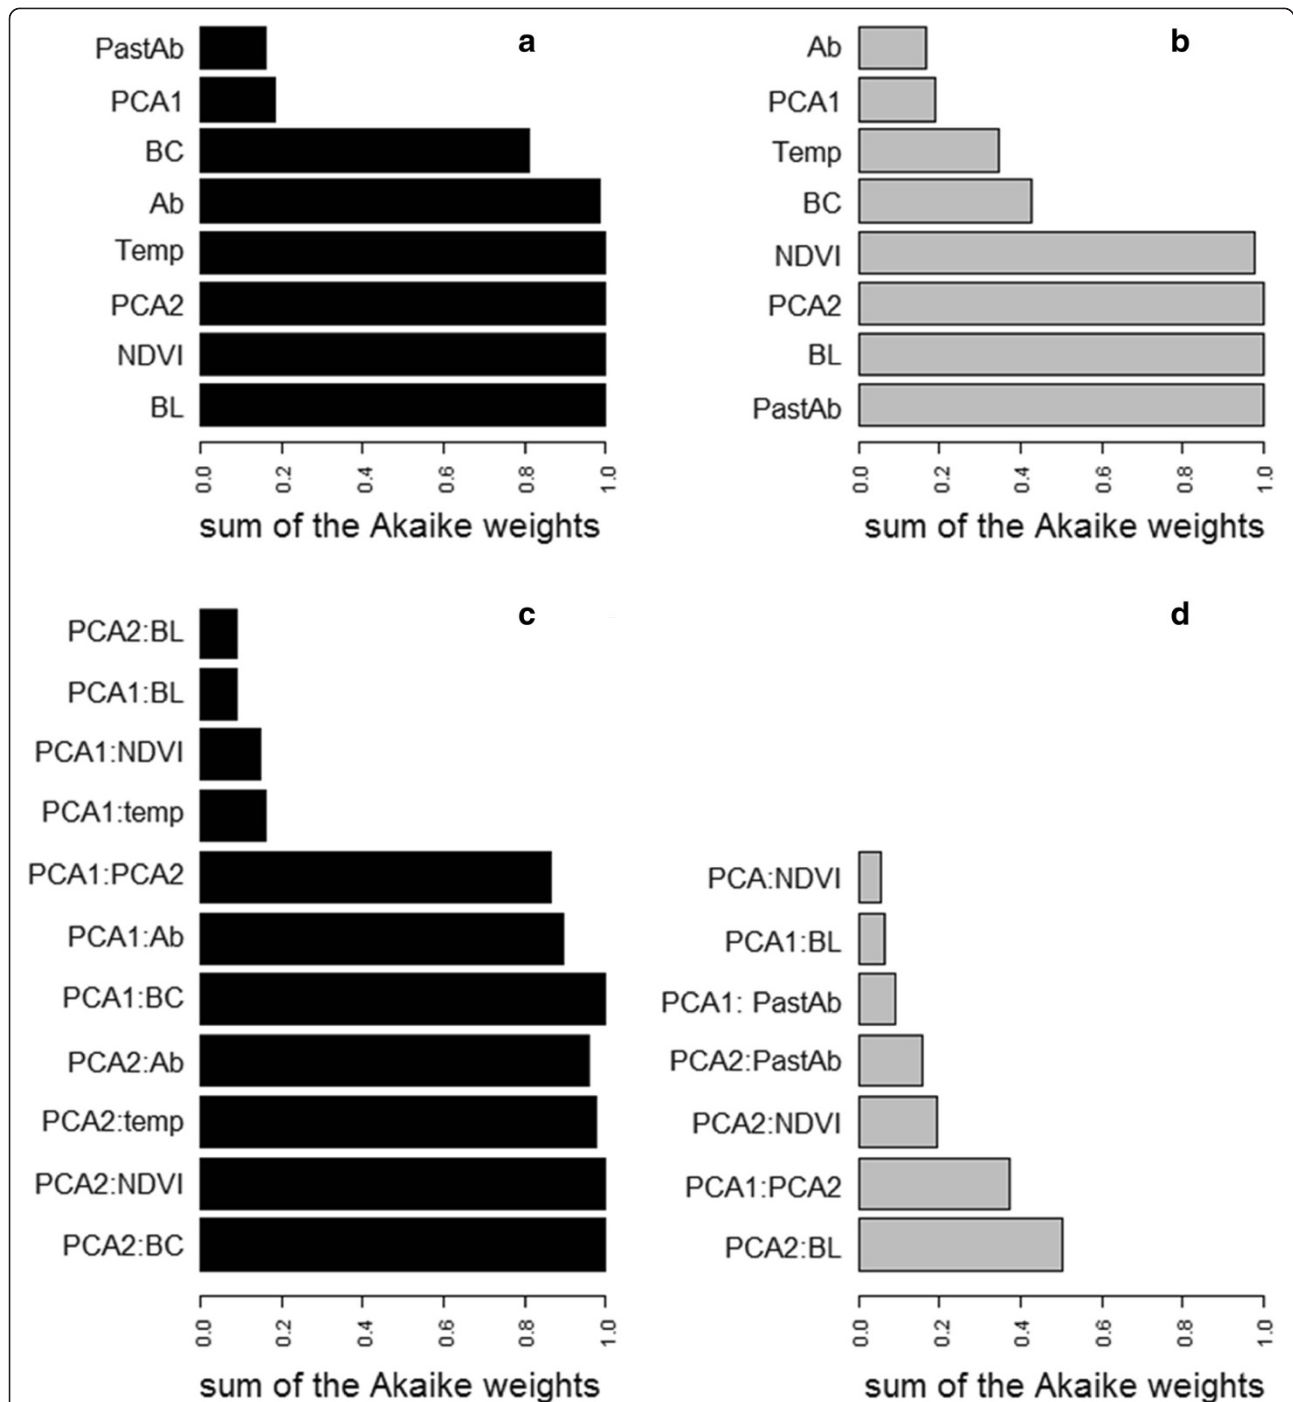 a
PastAb
PCA1
BC
Ab
Temp
PCA2
NDVI
BL
0.0 0.2 0.4 0.6 0.8 1.0
sum of the Akaike weights
b
Ab
PCA1
Temp
BC
NDVI
PCA2
BL
PastAb
0.0 0.2 0.4 0.6 0.8 1.0
sum of the Akaike weights
c
PCA2:BL
PCA1:BL
PCA1:NDVI
PCA1:temp
PCA1:PCA2
PCA1:Ab
PCA1:BC
PCA2:Ab
PCA2:temp
PCA2:NDVI
PCA2:BC
0.0 0.2 0.4 0.6 0.8 1.0
sum of the Akaike weights
d
PCA:NDVI
PCA1:BL
PCA1: PastAb
PCA2:PastAb
PCA2:NDVI
PCA1:PCA2
PCA2:BL
0.0 0.2 0.4 0.6 0.8 1.0
sum of the Akaike weights